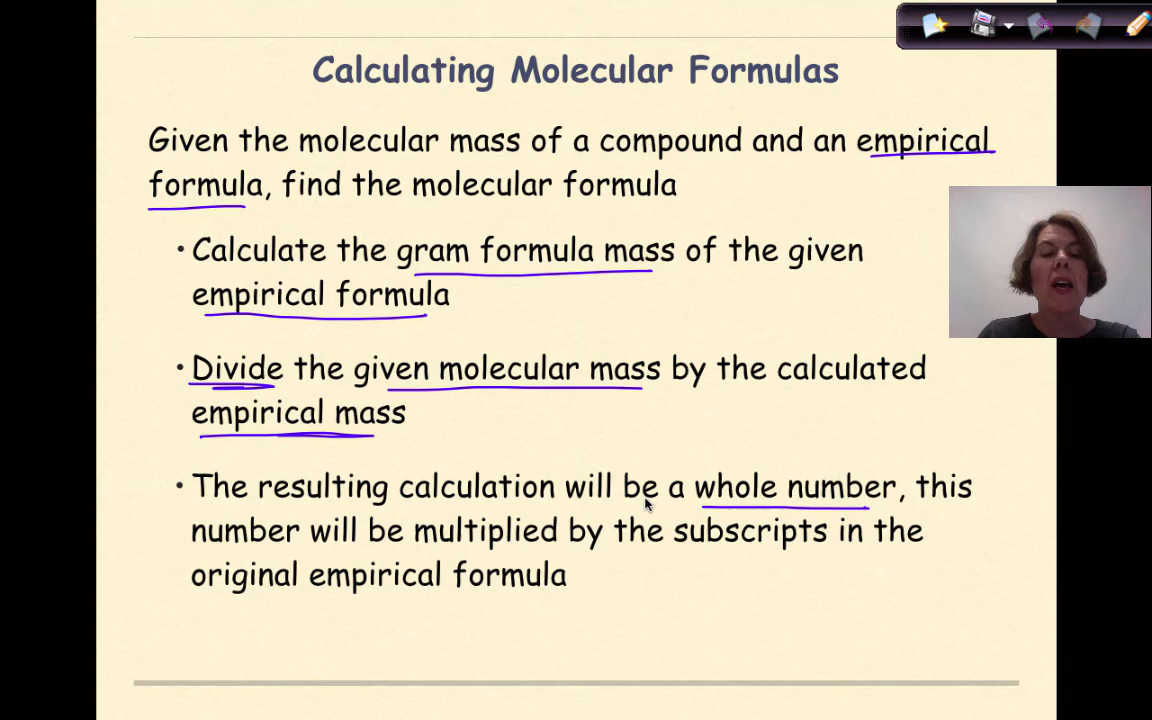 Calculating Molecular Formulas
Given the molecular mass of a compound and an empirical
formula, find the molecular formula
• Calculate the gram formula mass of the given
empirical formula
• Divide the given molecular mass by the calculated
empirical mass
• The resulting calculation will be a whole number, this
number will be multiplied by the subscripts in the
original empirical formula